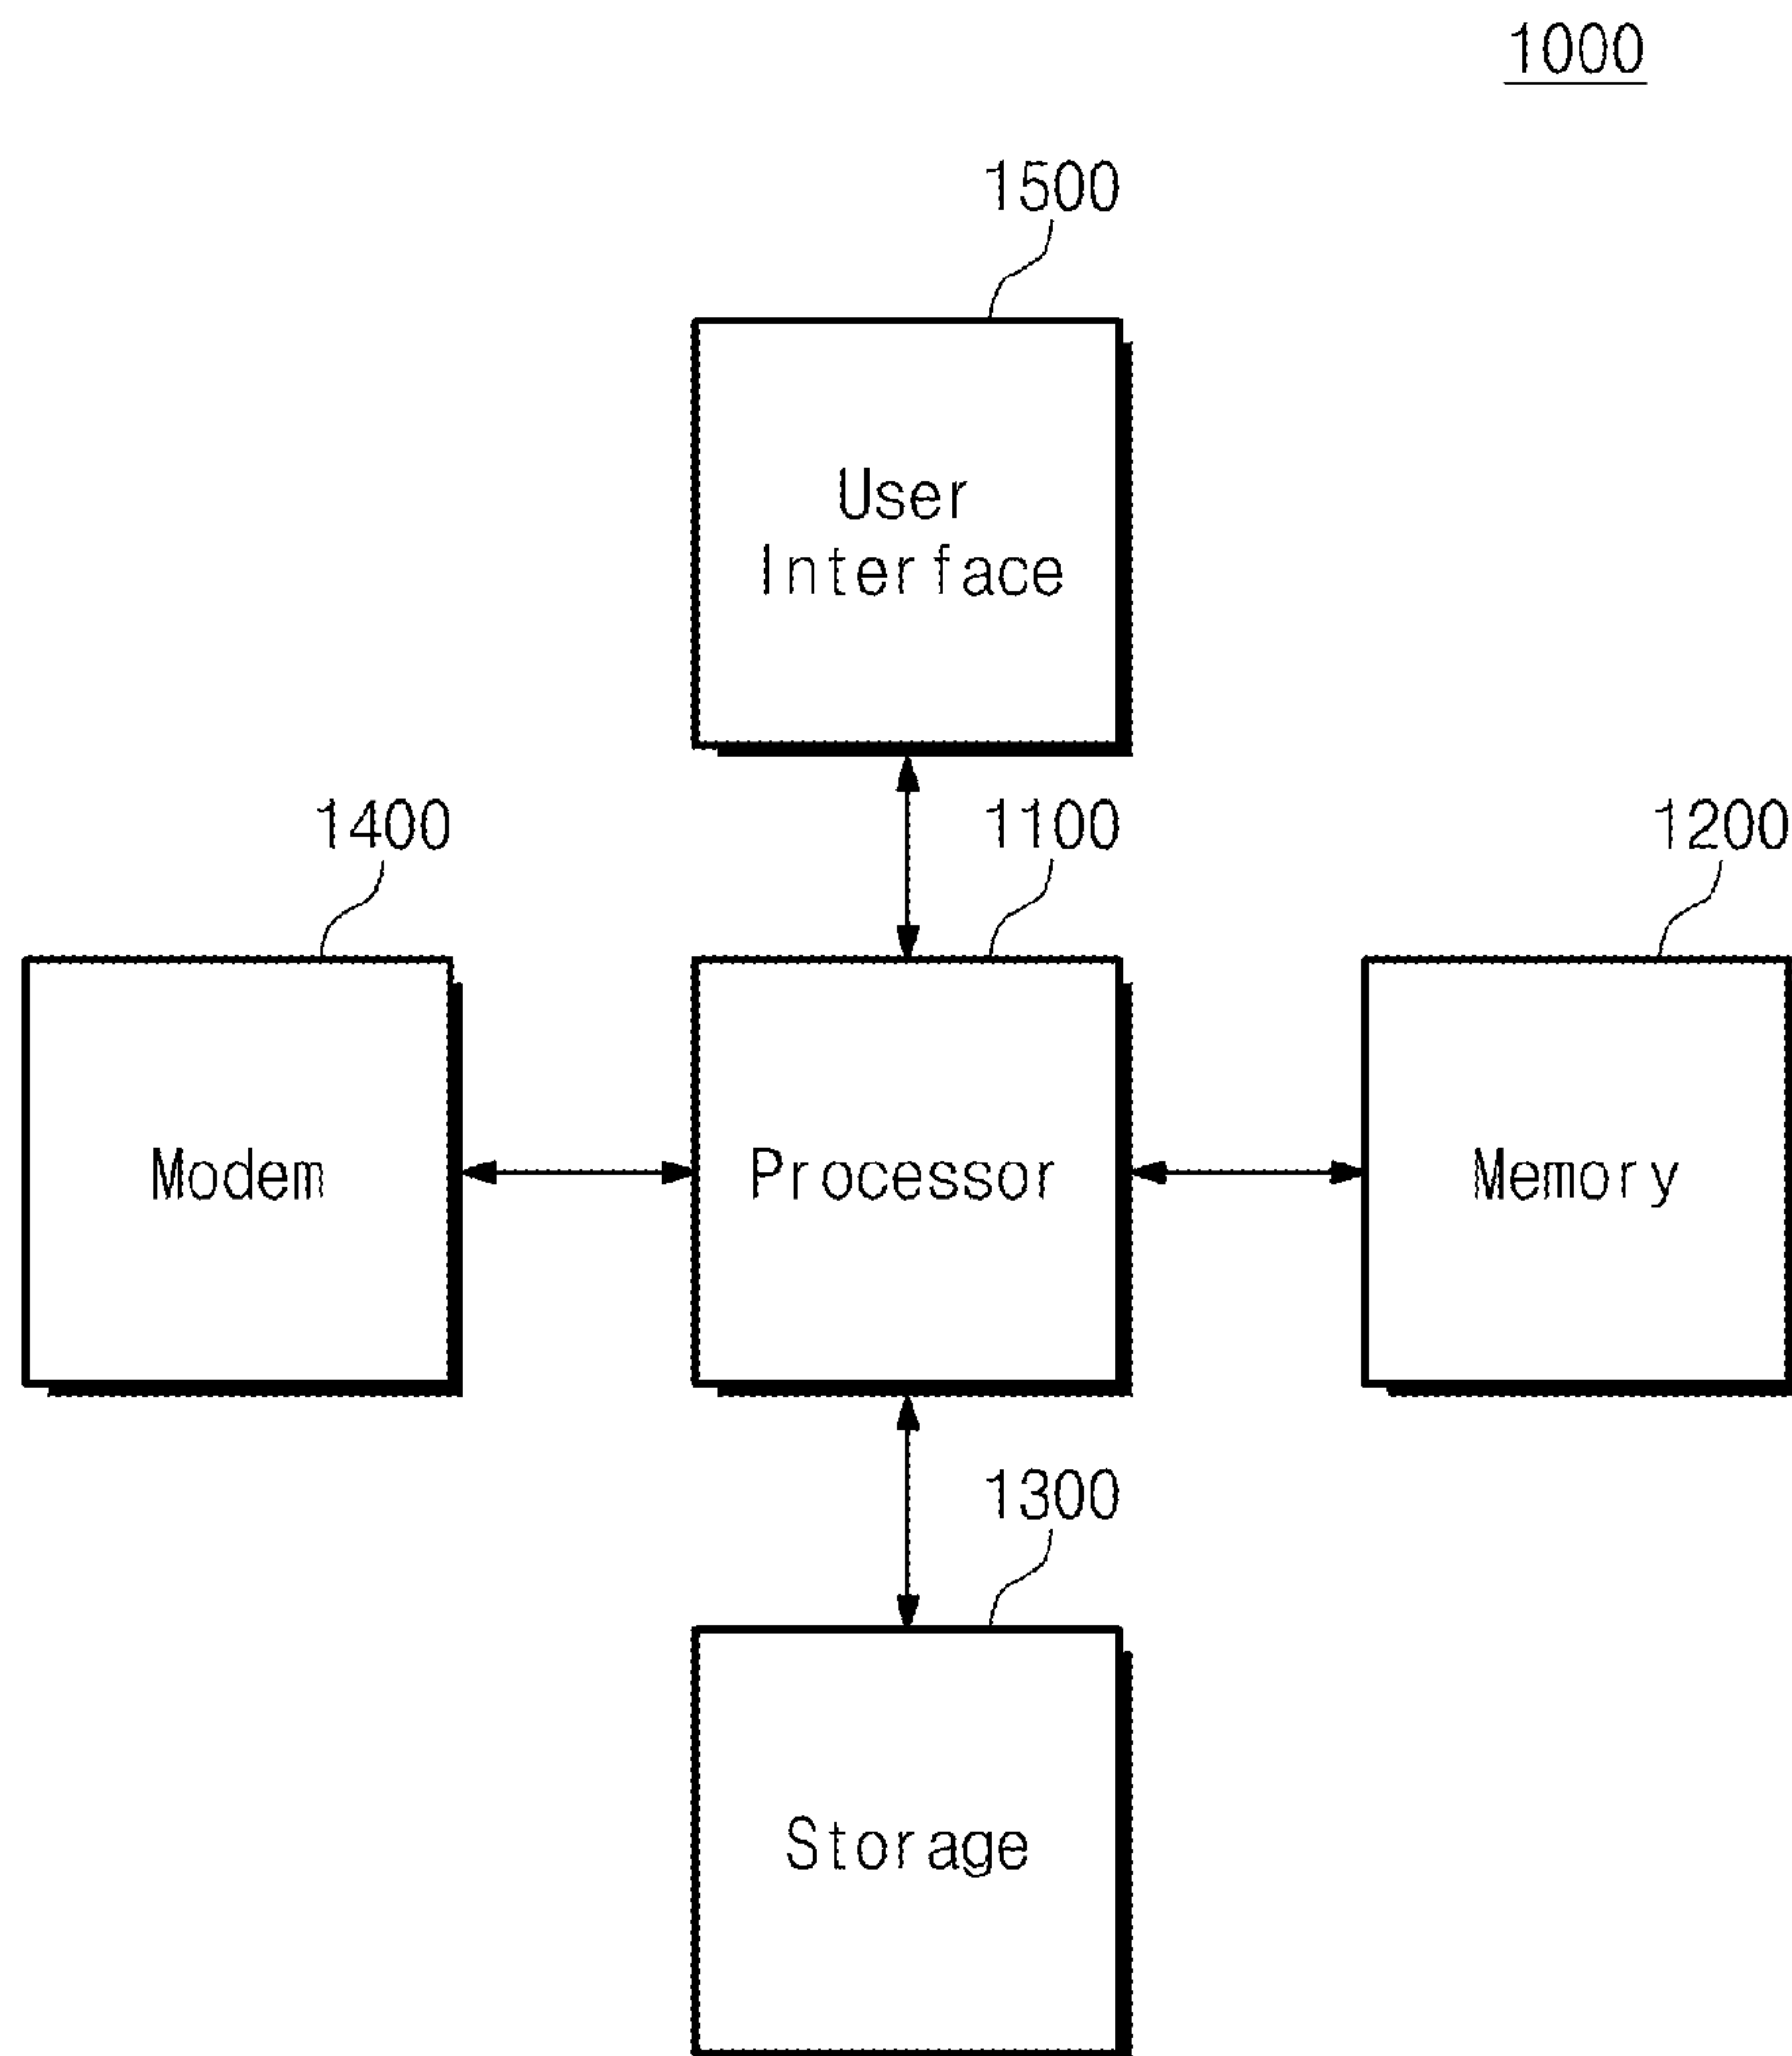 1000
1500
User
Interface
1400
1100
1200
Modem
Processor
Memory
1300
Storage